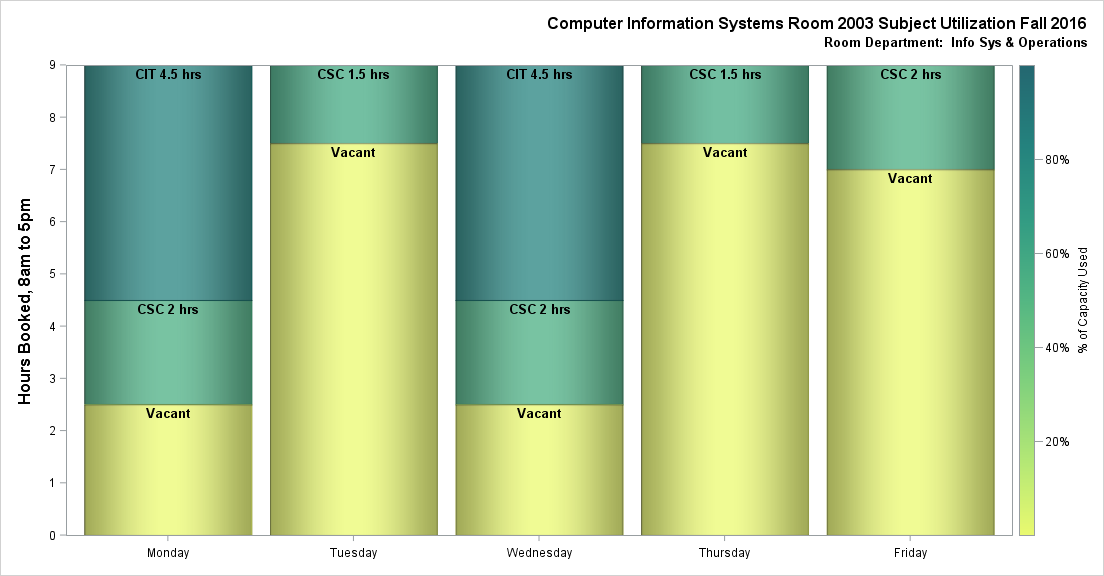 Computer Information Systems Room 2003 Subject Utilization Fall 2016
Room Department:  Info Sys & Operations
Hours Booked, 8am to 5pm
9
8
7
6
5
4
3
2
1
0
CIT 4.5 hrs
CSC 2 hrs
Vacant
CSC 1.5 hrs
Vacant
CIT 4.5 hrs
CSC 2 hrs
Vacant
CSC 1.5 hrs
Vacant
CSC 2 hrs
Vacant
Monday
Tuesday
Wednesday
Thursday
Friday
80%
60%
40%
20%
% of Capacity Used